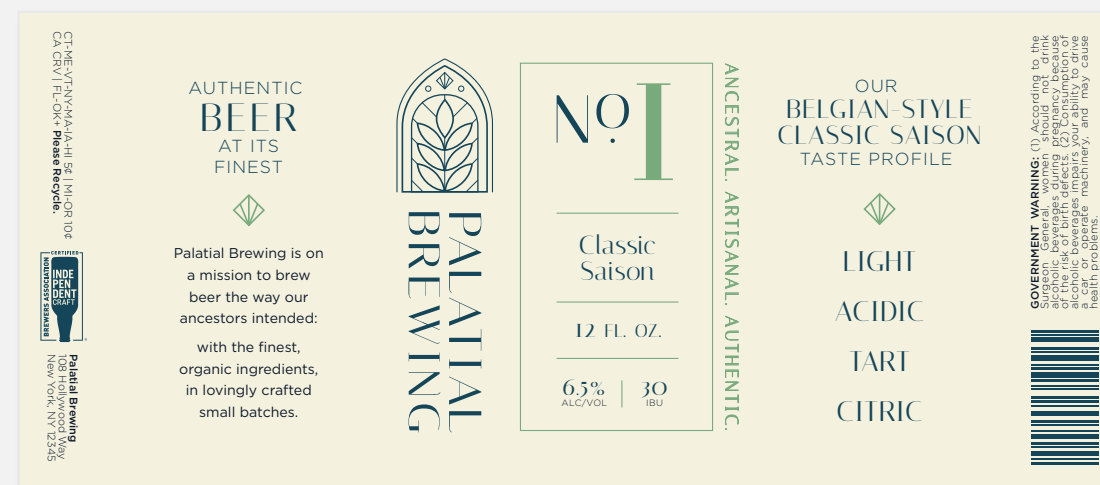 CT-ME-VT-NY-MA-IA-HI 5¢ | MI-OR 10¢
CA CRV | FL-OK+ Please Recycle.
CERTIFIED
INDE
PEN
DENT
CRAFT
BREWERS ASSOCIATION
Palatial Brewing
108 Hollywood Way
New York, NY 12345
AUTHENTIC
BEER
AT ITS
FINEST
Palatial Brewing is on
a mission to brew
beer the way our
ancestors intended:
with the finest,
organic ingredients,
in lovingly crafted
small batches.
PALATIAL
BREWING
No. 1
Classic
Saison
12 FL. OZ.
6.5% | 30
ALC/VOL IBU
ANCESTRAL. ARTISANAL. AUTHENTIC.
OUR
BELGIAN-STYLE
CLASSIC SAISON
TASTE PROFILE
LIGHT
ACIDIC
TART
CITRIC
GOVERNMENT WARNING: (1) According to the
Surgeon General, women should not drink
alcoholic beverages during pregnancy because
of the risk of birth defects. (2) Consumption of
alcoholic beverages impairs your ability to drive
a car or operate machinery, and may cause
health problems.